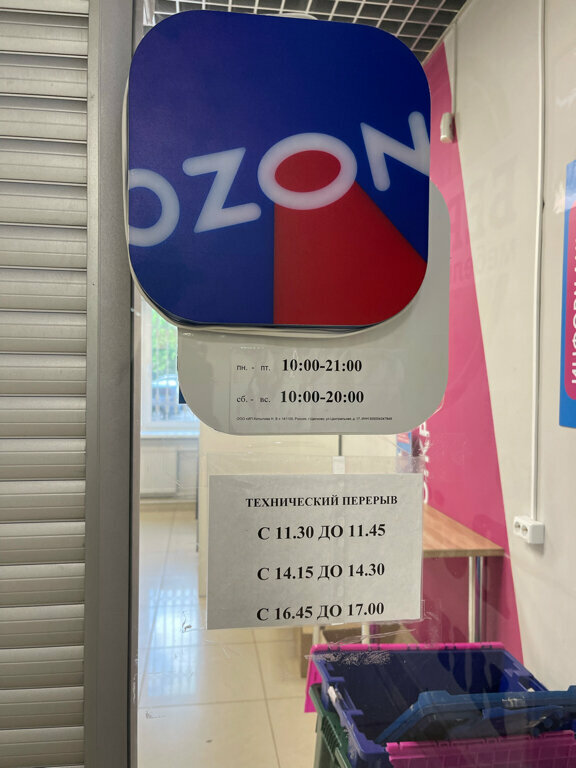 OZON
пн. - пт. 10:00-21:00
сб. - вс. 10:00-20:00
ТЕХНИЧЕСКИЙ ПЕРЕРЫВ
С 11.30 ДО 11.45
С 14.15 ДО 14.30
С 16.45 ДО 17.00